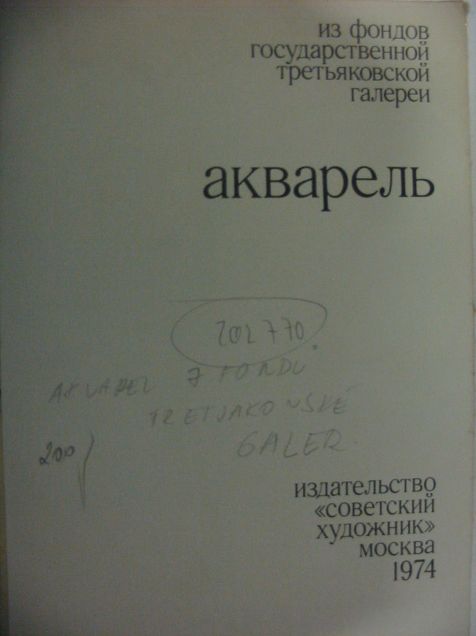 из фондов
государственной
третьяковской
галереи
акварель
202770
AKVAREL Z FONDU
TRETJAKOVSKÉ
GALER.
200
издательство
«советский
художник»
москва
1974